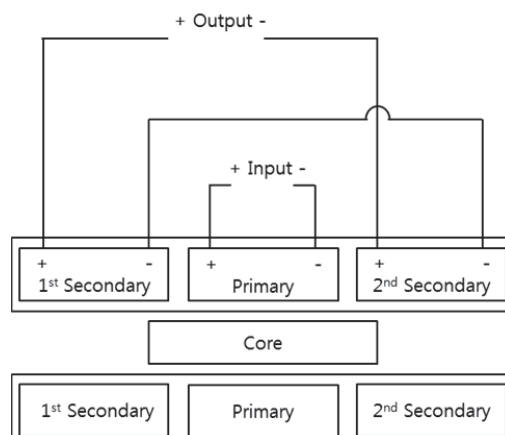 + Output -
+ Input -
+ - + - + -
1st Secondary Primary 2nd Secondary
Core
1st Secondary Primary 2nd Secondary